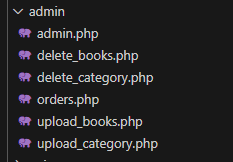 admin
admin.php
delete_books.php
delete_category.php
orders.php
upload_books.php
upload_category.php